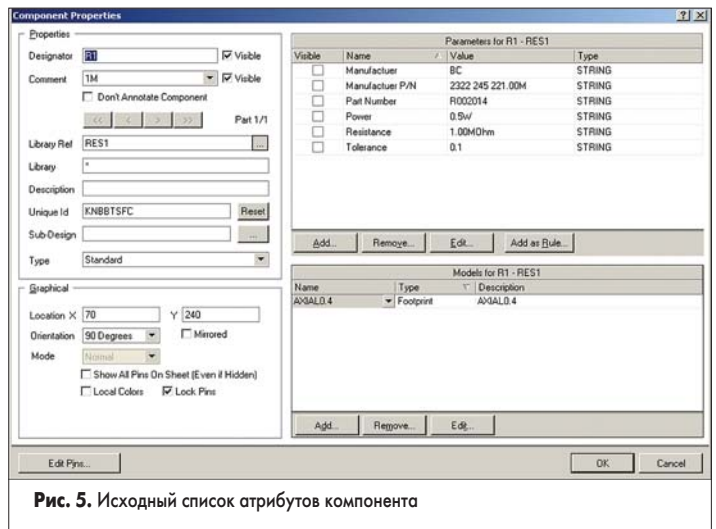 Component Properties
Properties
Designator R1 Visible
Comment 1M Visible
Don't Annotate Component
<< < > >> Part 1/1
Library Ref RES1 ...
Library *
Description
Unique Id KNBBTSFC Reset
Sub-Design ...
Type Standard
Graphical
Location X 70 Y 240
Orientation 90 Degrees Mirrored
Mode Normal
Show All Pins On Sheet (Even if Hidden)
Local Colors Lock Pins
Parameters for R1 - RES1
Visible Name Value Type
Manufactuer BC STRING
Manufactuer P/N 2322 245 221.00M STRING
Part Number R002014 STRING
Power 0.5W STRING
Resistance 1.00MOhm STRING
Tolerance 0.1 STRING
Add... Remove... Edit... Add as Rule...
Models for R1 - RES1
Name Type Description
AXIAL0.4 Footprint AXIAL0.4
Add... Remove... Edit...
Edit Pins... OK Cancel
Рис. 5. Исходный список атрибутов компонента